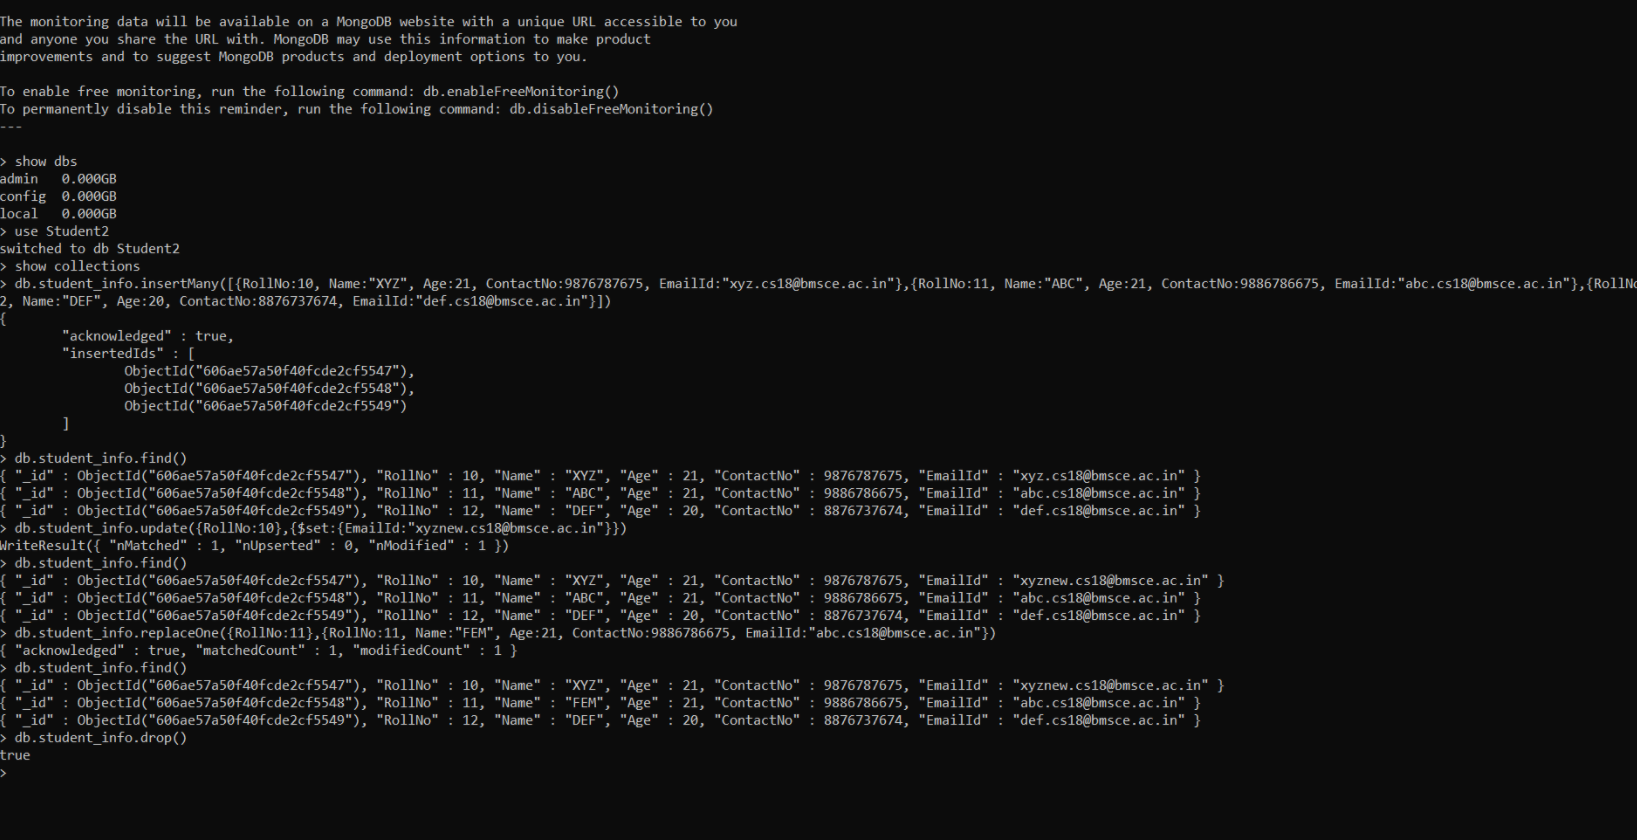 The monitoring data will be available on a MongoDB website with a unique URL accessible to you
and anyone you share the URL with. MongoDB may use this information to make product
improvements and to suggest MongoDB products and deployment options to you.
To enable free monitoring, run the following command: db.enableFreeMonitoring()
To permanently disable this reminder, run the following command: db.disableFreeMonitoring()
---
> show dbs
admin   0.000GB
config  0.000GB
local   0.000GB
> use Student2
switched to db Student2
> show collections
> db.student_info.insertMany([{RollNo:10, Name:"XYZ", Age:21, ContactNo:9876787675, EmailId:"xyz.cs18@bmsce.ac.in"},{RollNo:11, Name:"ABC", Age:21, ContactNo:9886786675, EmailId:"abc.cs18@bmsce.ac.in"},{RollNo
2, Name:"DEF", Age:20, ContactNo:8876737674, EmailId:"def.cs18@bmsce.ac.in"}])
{
        "acknowledged" : true,
        "insertedIds" : [
                ObjectId("606ae57a50f40fcde2cf5547"),
                ObjectId("606ae57a50f40fcde2cf5548"),
                ObjectId("606ae57a50f40fcde2cf5549")
        ]
}
> db.student_info.find()
{ "_id" : ObjectId("606ae57a50f40fcde2cf5547"), "RollNo" : 10, "Name" : "XYZ", "Age" : 21, "ContactNo" : 9876787675, "EmailId" : "xyz.cs18@bmsce.ac.in" }
{ "_id" : ObjectId("606ae57a50f40fcde2cf5548"), "RollNo" : 11, "Name" : "ABC", "Age" : 21, "ContactNo" : 9886786675, "EmailId" : "abc.cs18@bmsce.ac.in" }
{ "_id" : ObjectId("606ae57a50f40fcde2cf5549"), "RollNo" : 12, "Name" : "DEF", "Age" : 20, "ContactNo" : 8876737674, "EmailId" : "def.cs18@bmsce.ac.in" }
> db.student_info.update({RollNo:10},{$set:{EmailId:"xyznew.cs18@bmsce.ac.in"}})
WriteResult({ "nMatched" : 1, "nUpserted" : 0, "nModified" : 1 })
> db.student_info.find()
{ "_id" : ObjectId("606ae57a50f40fcde2cf5547"), "RollNo" : 10, "Name" : "XYZ", "Age" : 21, "ContactNo" : 9876787675, "EmailId" : "xyznew.cs18@bmsce.ac.in" }
{ "_id" : ObjectId("606ae57a50f40fcde2cf5548"), "RollNo" : 11, "Name" : "ABC", "Age" : 21, "ContactNo" : 9886786675, "EmailId" : "abc.cs18@bmsce.ac.in" }
{ "_id" : ObjectId("606ae57a50f40fcde2cf5549"), "RollNo" : 12, "Name" : "DEF", "Age" : 20, "ContactNo" : 8876737674, "EmailId" : "def.cs18@bmsce.ac.in" }
> db.student_info.replaceOne({RollNo:11},{RollNo:11, Name:"FEM", Age:21, ContactNo:9886786675, EmailId:"abc.cs18@bmsce.ac.in"})
{ "acknowledged" : true, "matchedCount" : 1, "modifiedCount" : 1 }
> db.student_info.find()
{ "_id" : ObjectId("606ae57a50f40fcde2cf5547"), "RollNo" : 10, "Name" : "XYZ", "Age" : 21, "ContactNo" : 9876787675, "EmailId" : "xyznew.cs18@bmsce.ac.in" }
{ "_id" : ObjectId("606ae57a50f40fcde2cf5548"), "RollNo" : 11, "Name" : "FEM", "Age" : 21, "ContactNo" : 9886786675, "EmailId" : "abc.cs18@bmsce.ac.in" }
{ "_id" : ObjectId("606ae57a50f40fcde2cf5549"), "RollNo" : 12, "Name" : "DEF", "Age" : 20, "ContactNo" : 8876737674, "EmailId" : "def.cs18@bmsce.ac.in" }
> db.student_info.drop()
true
>